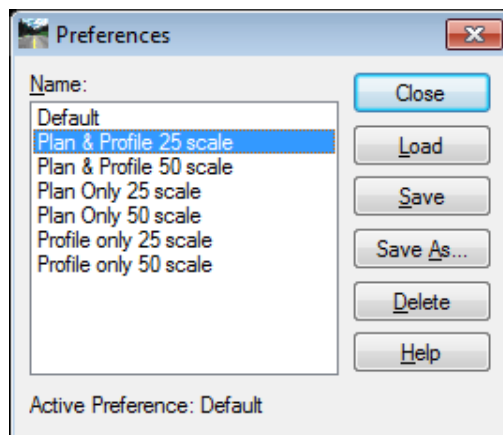 Preferences
Name:
Default
Plan & Profile 25 scale
Plan & Profile 50 scale
Plan Only 25 scale
Plan Only 50 scale
Profile only 25 scale
Profile only 50 scale
Close
Load
Save
Save As...
Delete
Help
Active Preference: Default